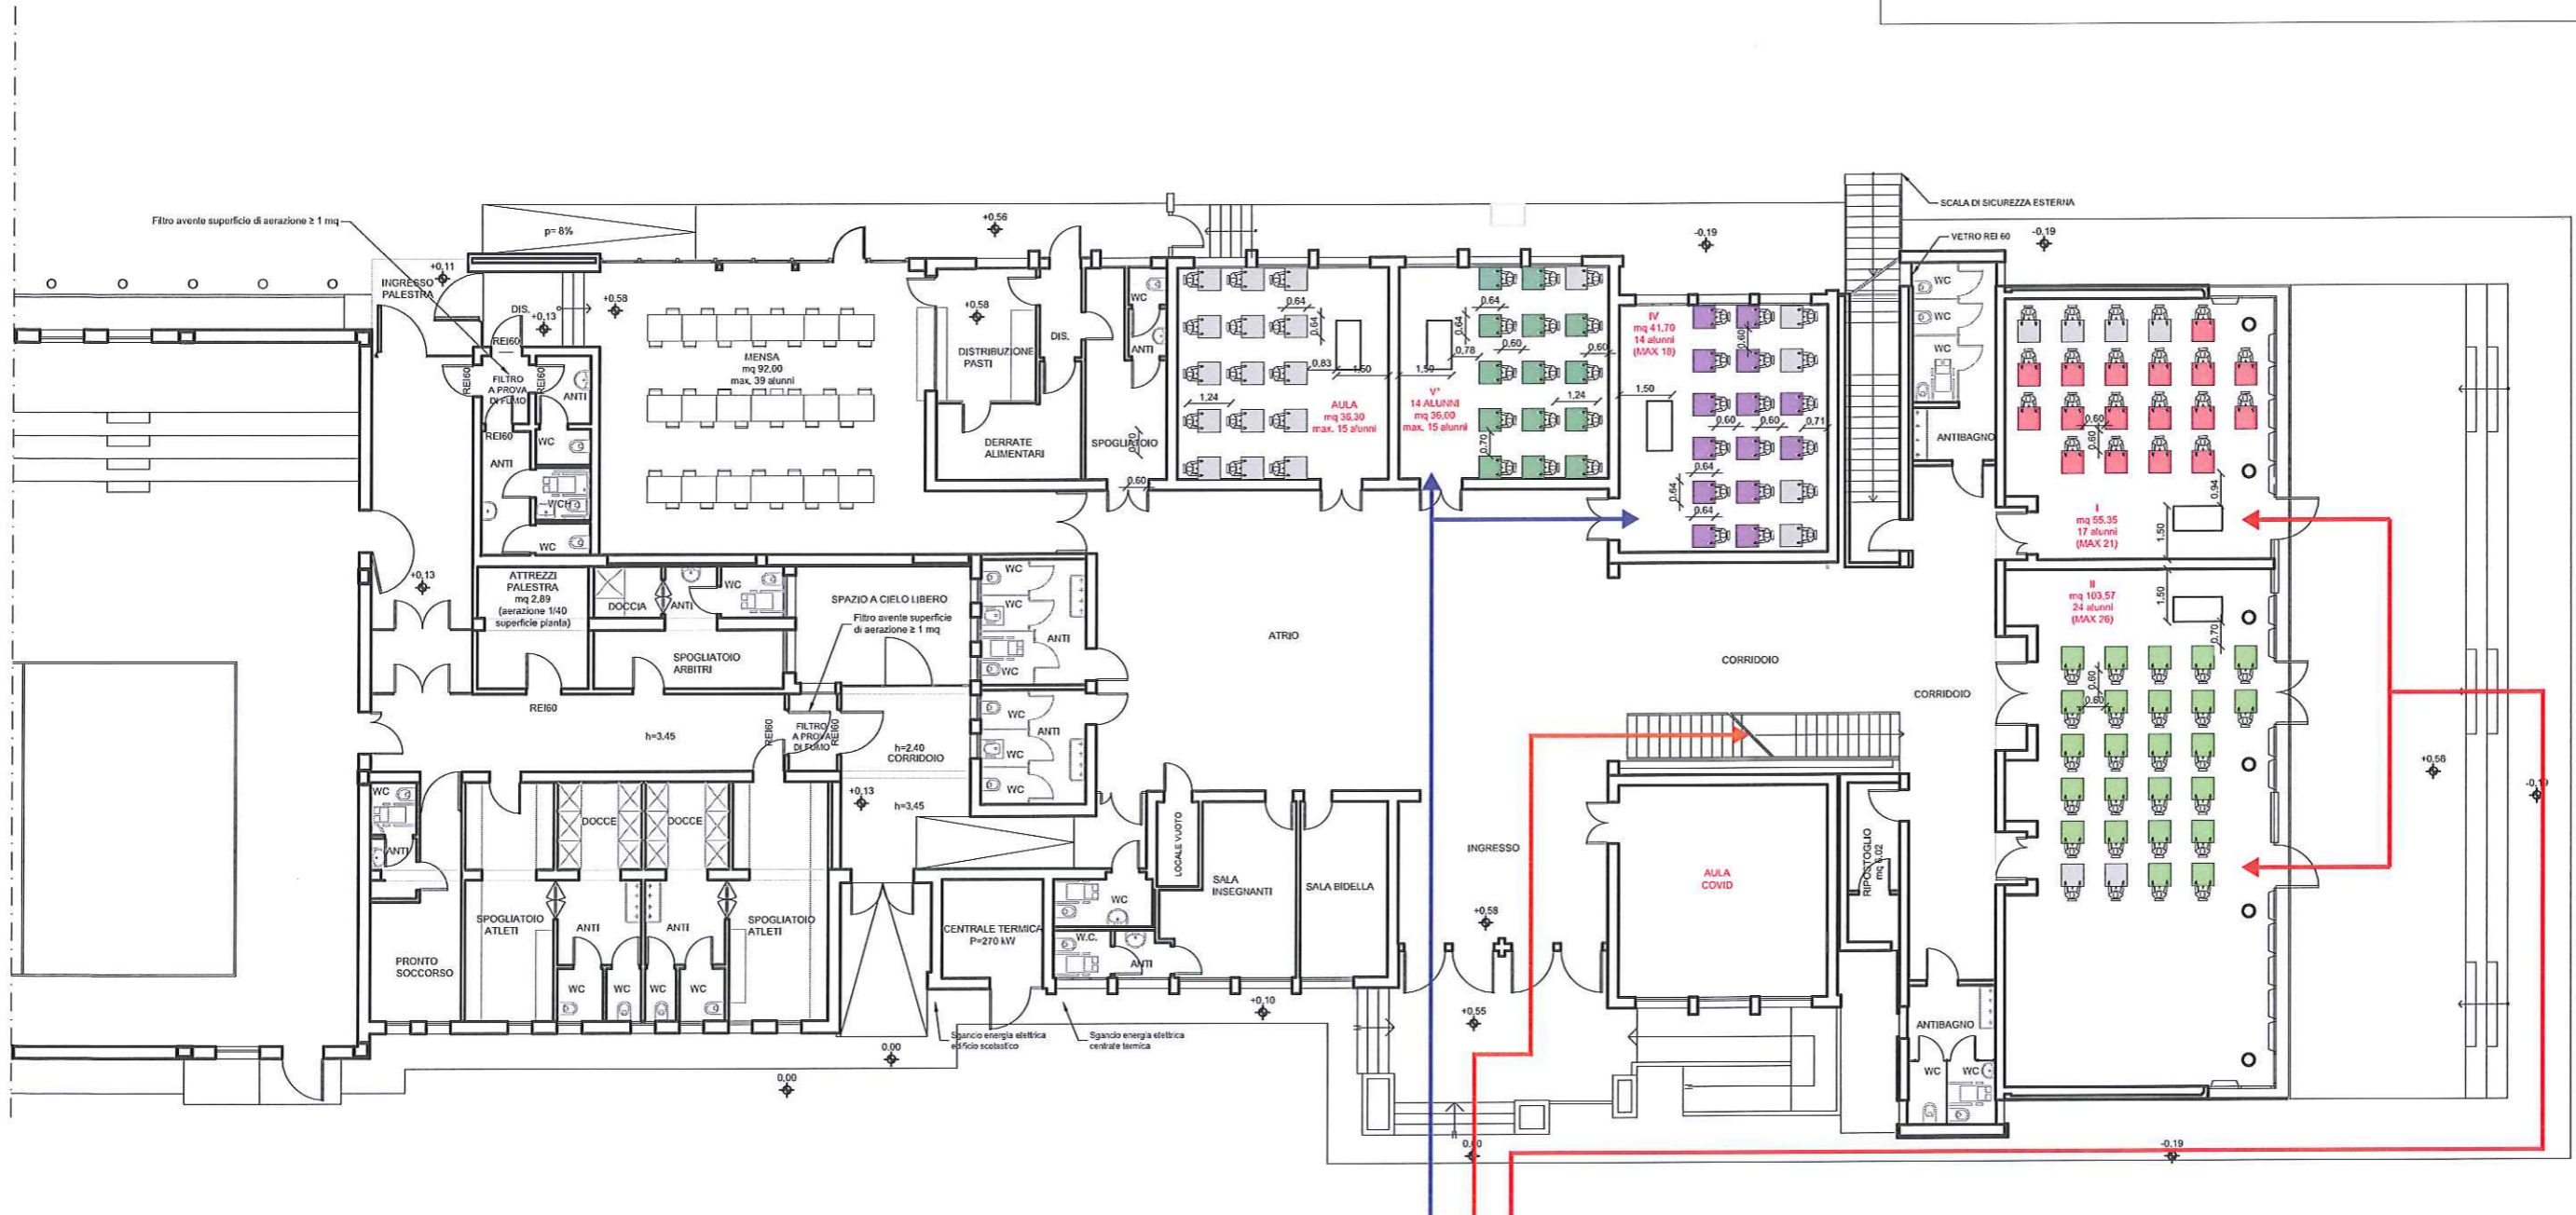 Filtro avente superficie di aerazione ≥ 1 mq
p= 8%
+0,56
-0,19
SCALA DI SICUREZZA ESTERNA
VETRO REI 60
-0,19
+0,11
INGRESSO
PALESTRA
DIS.
+0,13
+0,58
REI60
REI60
REI60
FILTRO
A PROVA
DI FUMO
ANTI
REI60
WC
ANTI
WCH
WC
MENSA
mq 92,00
max. 39 alunni
+0,58
DISTRIBUZIONE
PASTI
DIS.
DERRATE
ALIMENTARI
WC
ANTI
SPOGLIATOIO
0,70
0,60
0,64
0,64
0,83
1,50
1,24
AULA
mq 36,30
max. 15 alunni
0,64
0,64
0,78
0,60
0,60
1,50
1,24
0,70
V°
14 ALUNNI
mq 36,00
max. 15 alunni
IV
mq 41,70
14 alunni
(MAX 18)
0,60
1,50
0,60
0,60
0,71
0,64
0,64
0,64
WC
WC
WC
ANTIBAGNO
0,60
0,60
0,94
1,50
I
mq 55,35
17 alunni
(MAX 21)
II
mq 103,57
24 alunni
(MAX 26)
1,50
0,70
0,60
0,60
+0,13
ATTREZZI
PALESTRA
mq 2,89
(aerazione 1/40
superficie pianta)
DOCCIA
ANTI
WC
SPOGLIATOIO
ARBITRI
SPAZIO A CIELO LIBERO
Filtro avente superficie
di aerazione ≥ 1 mq
WC
WC
ANTI
WC
ATRIO
CORRIDOIO
CORRIDOIO
REI60
h=3.45
REI60
FILTRO
A PROVA
DI FUMO
REI60
h=2.40
CORRIDOIO
WC
ANTI
WC
WC
+0,13
h=3,45
WC
ANTI
DOCCE
DOCCE
LOCALE VUOTO
SALA
INSEGNANTI
SALA BIDELLA
INGRESSO
AULA
COVID
RIPOSTOGLIO
mq 6,02
+0,56
-0,19
SPOGLIATOIO
ATLETI
ANTI
ANTI
SPOGLIATOIO
ATLETI
CENTRALE TERMICA
P=270 kW
WC
W.C.
ANTI
+0,58
PRONTO
SOCCORSO
WC
WC
WC
WC
+0,10
+0,55
ANTIBAGNO
WC
WC
Sgancio energia elettrica
edificio scolastico
Sgancio energia elettrica
centrale termica
0,00
0,00
0,00
-0,19